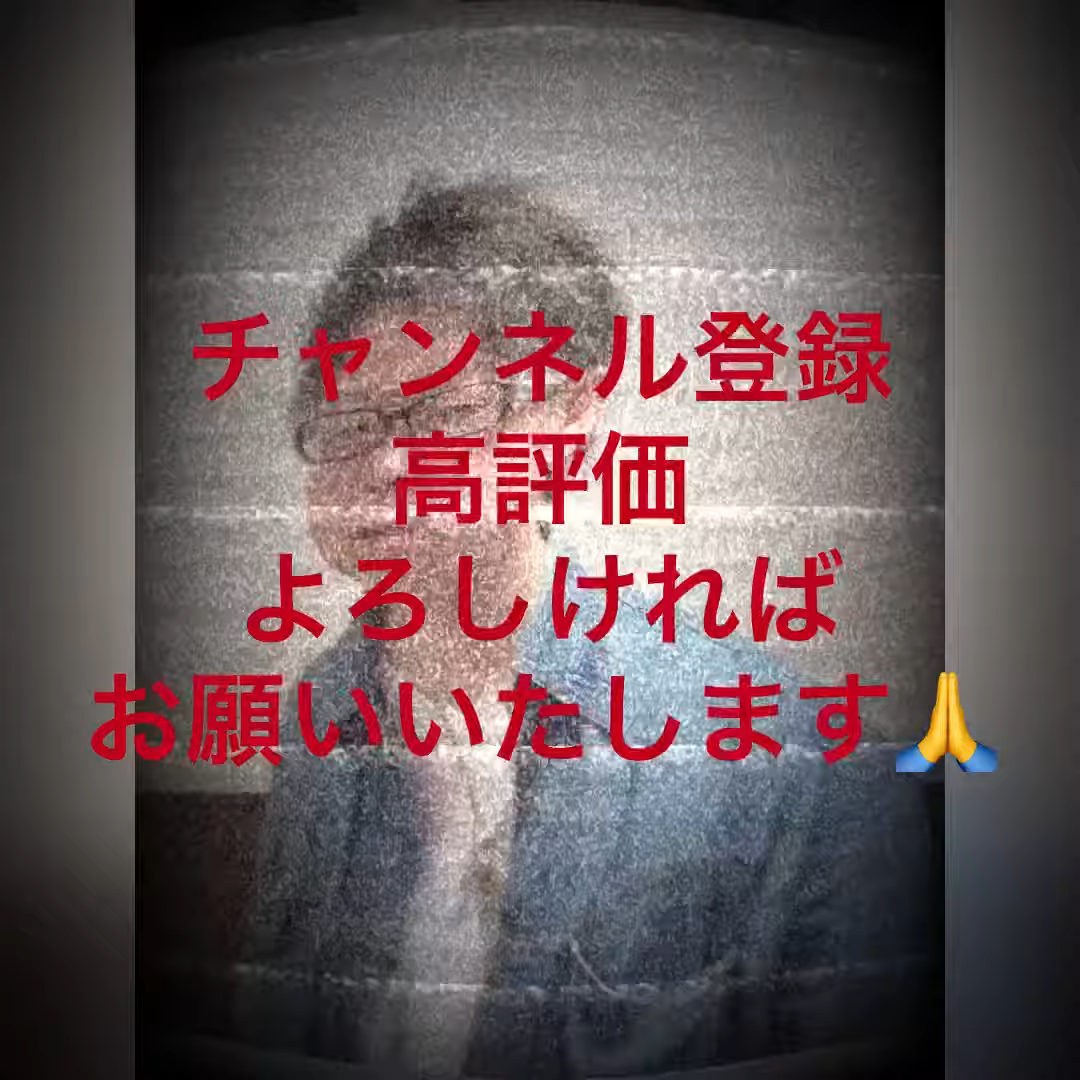 チャンネル登録
高評価
よろしければ
お願いいたします🙏